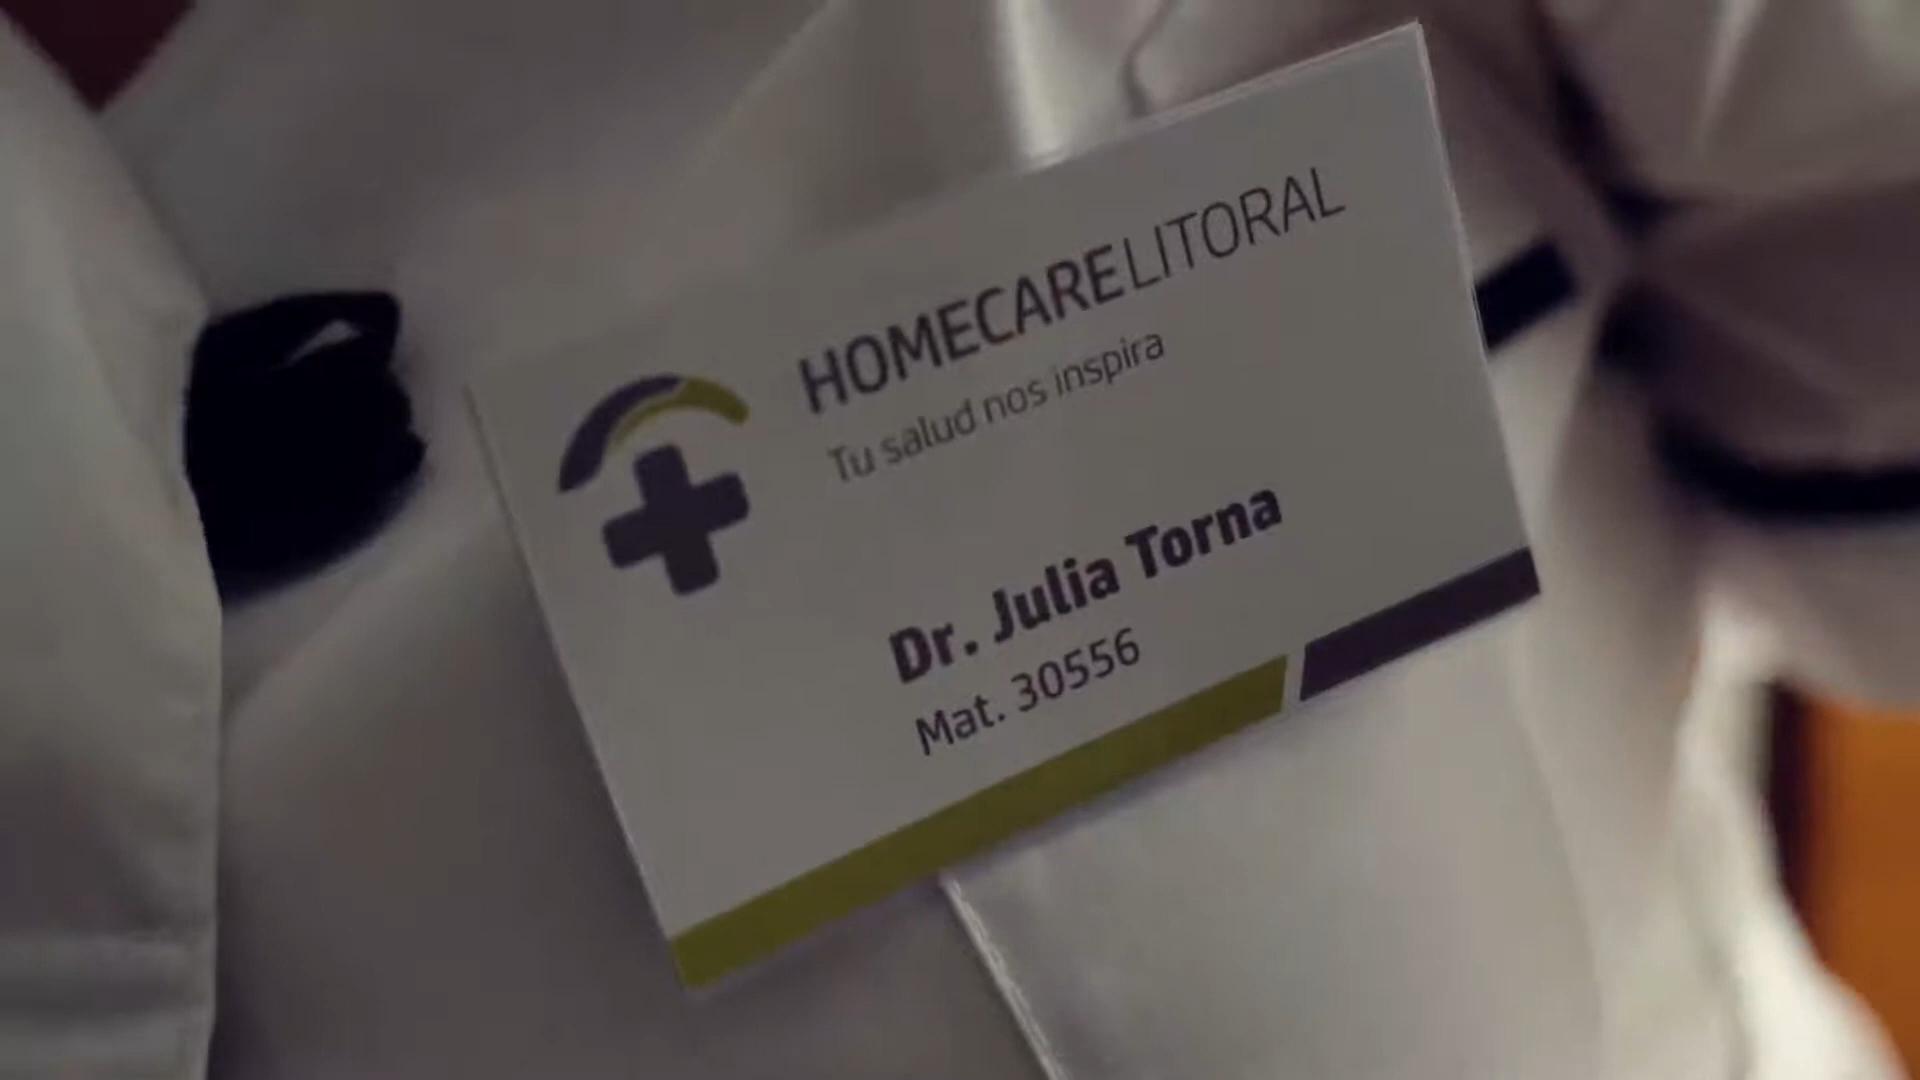 HOMECARELITORAL
Tu salud nos inspira
Dr. Julia Torna
Mat. 30556